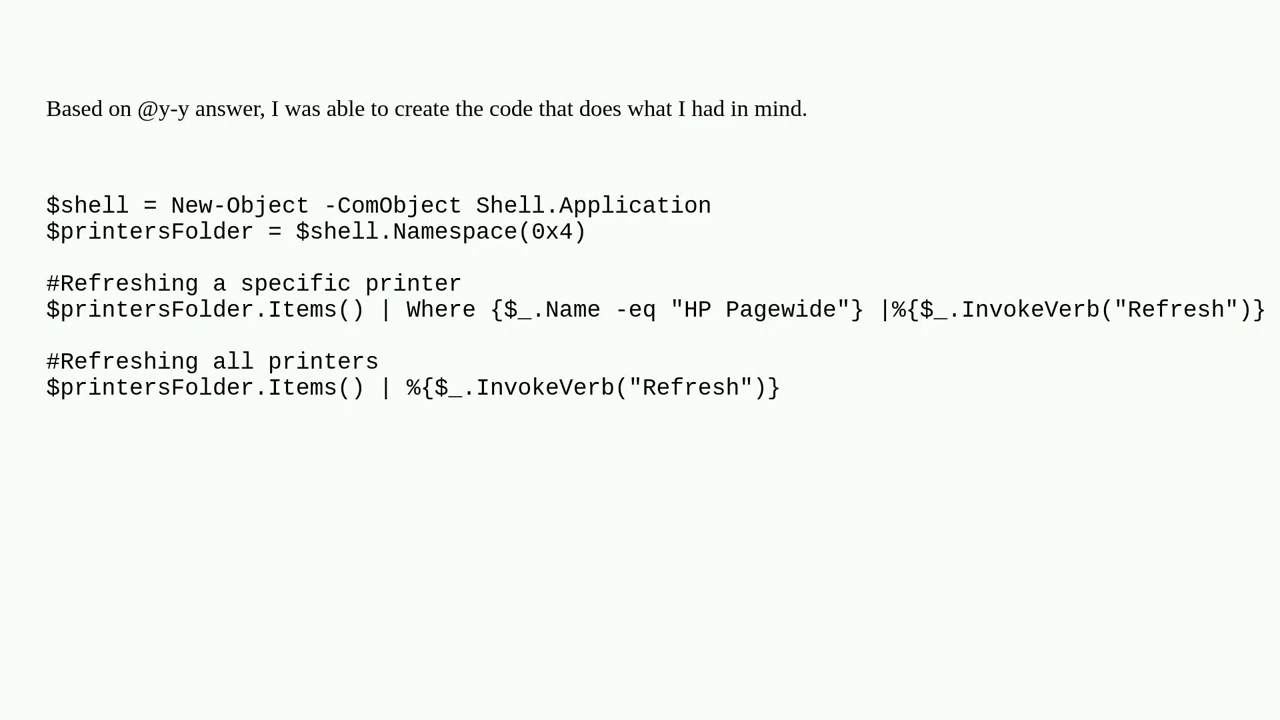 Based on @y-y answer, I was able to create the code that does what I had in mind.
$shell = New-Object -ComObject Shell.Application
$printersFolder = $shell.Namespace(0x4)
#Refreshing a specific printer
$printersFolder.Items() | Where {$_.Name -eq "HP Pagewide"} |%{$_.InvokeVerb("Refresh")}
#Refreshing all printers
$printersFolder.Items() | %{$_.InvokeVerb("Refresh")}